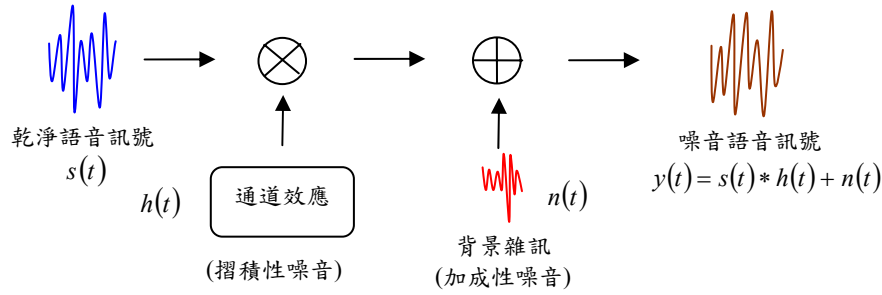 乾淨語音訊號
s(t)
h(t)
通道效應
(摺積性噪音)
n(t)
背景雜訊
(加成性噪音)
噪音語音訊號
y(t) = s(t) * h(t) + n(t)